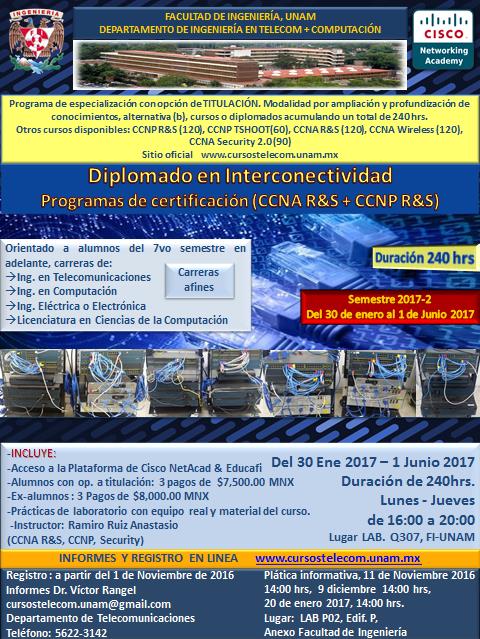 FACULTAD DE INGENIERÍA, UNAM
DEPARTAMENTO DE INGENIERÍA EN TELECOM + COMPUTACIÓN
CISCO
Networking
Academy
Programa de especialización con opción de TITULACIÓN. Modalidad por ampliación y profundización de
conocimientos, alternativa (b), cursos o diplomados acumulando un total de 240 hrs.
Otros cursos disponibles: CCNP R&S (120), CCNP TSHOOT(60), CCNA R&S (120), CCNA Wireless (120),
CCNA Security 2.0 (90)
Sitio oficial www.cursostelecom.unam.mx
Diplomado en Interconectividad
Programas de certificación (CCNA R&S + CCNP R&S)
Orientado a alumnos del 7vo semestre en
adelante, carreras de:
→Ing. en Telecomunicaciones
→Ing. en Computación
→Ing. Eléctrica o Electrónica
→Licenciatura en Ciencias de la Computación
Carreras
afines
Duración 240 hrs
Semestre 2017-2
Del 30 de enero al 1 de Junio 2017
-INCLUYE:
-Acceso a la Plataforma de Cisco NetAcad & Educafi
-Alumnos con op. a titulación: 3 pagos de $7,500.00 MNX
-Ex-alumnos : 3 Pagos de $8,000.00 MNX
-Prácticas de laboratorio con equipo real y material del curso.
-Instructor: Ramiro Ruiz Anastasio
(CCNA R&S, CCNP, Security)
Del 30 Ene 2017 – 1 Junio 2017
Duración de 240hrs.
Lunes - Jueves
de 16:00 a 20:00
Lugar LAB. Q307, FI-UNAM
INFORMES Y REGISTRO EN LINEA www.cursostelecom.unam.mx
Registro : a partir del 1 de Noviembre de 2016
Informes Dr. Víctor Rangel
cursostelecom.unam@gmail.com
Departamento de Telecomunicaciones
Teléfono: 5622-3142
Plática informativa, 11 de Noviembre 2016
14:00 hrs, 9 diciembre 14:00 hrs,
20 de enero 2017, 14:00 hrs.
Lugar: LAB P02, Edif. P,
Anexo Facultad de Ingeniería